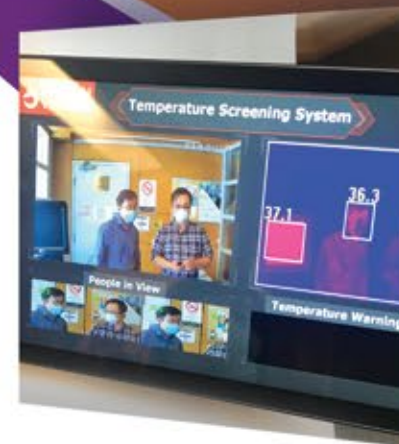 Temperature Screening System
36.3
37.1
People in View
Temperature Warning